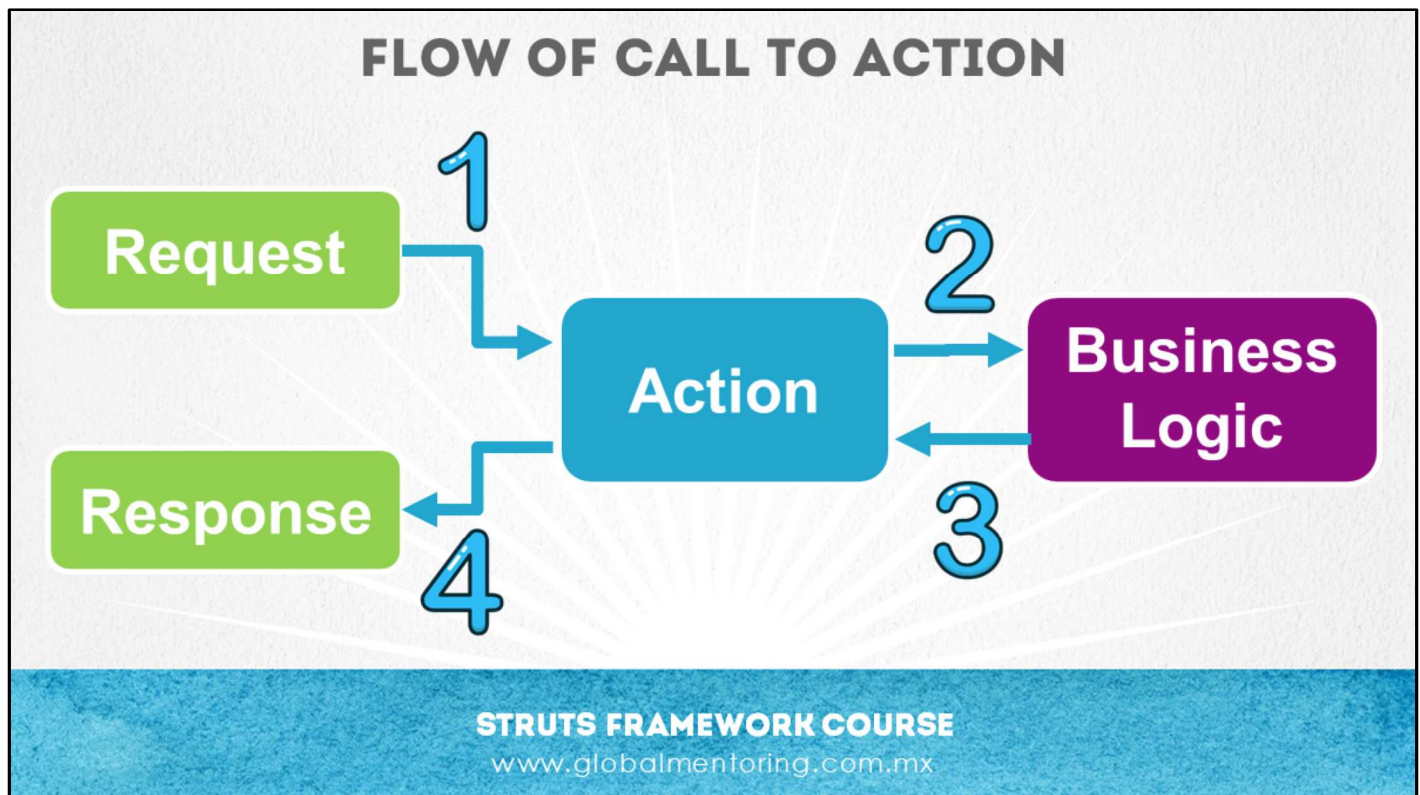 FLOW OF CALL TO ACTION
1
Request
2
Action
Business
Logic
Response
3
4
STRUTS FRAMEWORK COURSE
www.globalmentoring.com.mx